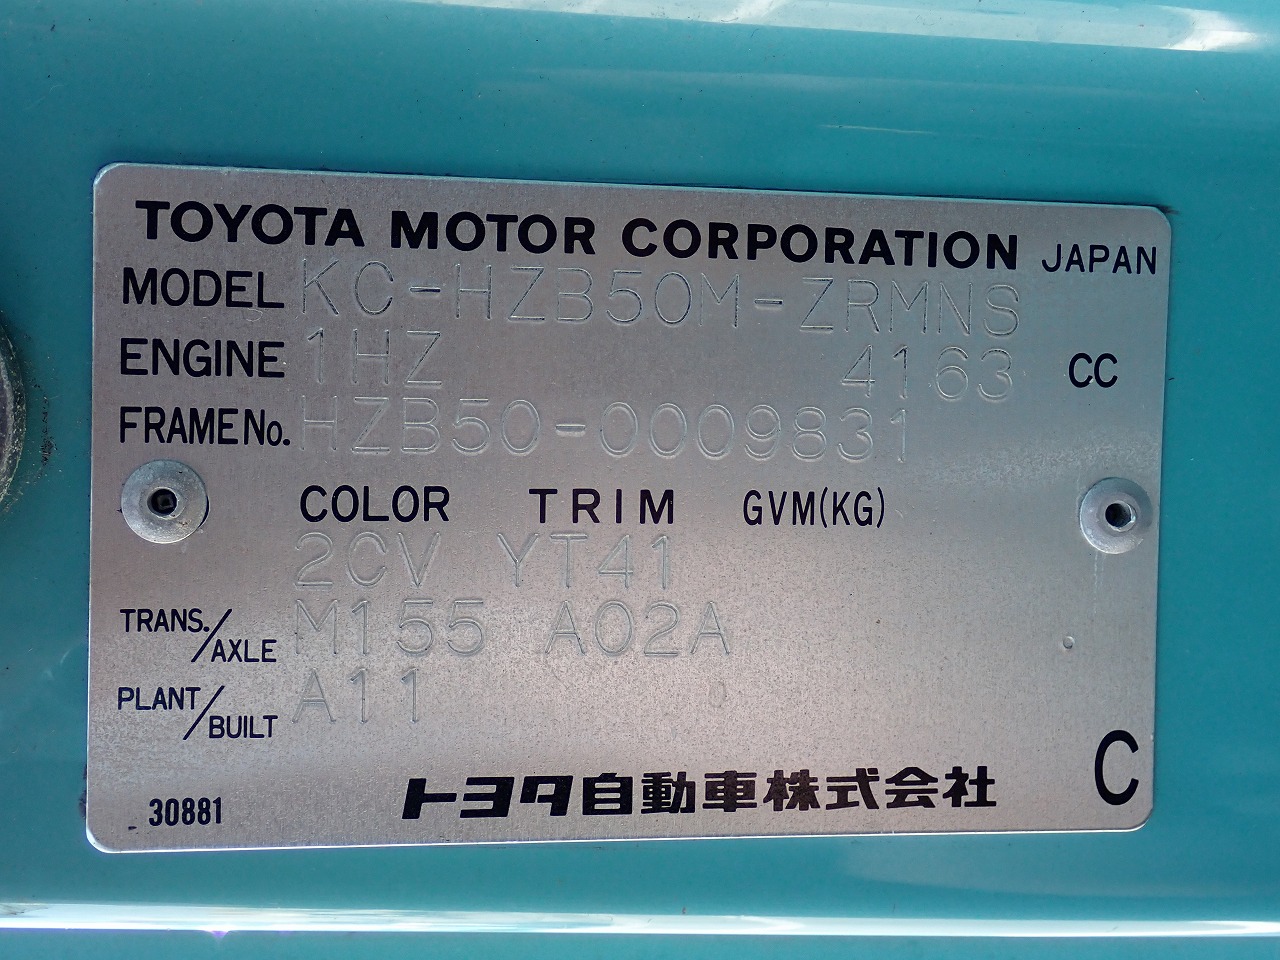 TOYOTA MOTOR CORPORATION JAPAN
MODEL KC-HZB50M-ZRMNS
ENGINE 1HZ 4163 CC
FRAME No. HZB50-0009831
COLOR TRIM GVM(KG)
2CV YT41
TRANS./AXLE M155 A02A
PLANT/BUILT A11
トヨタ自動車株式会社
30881
C